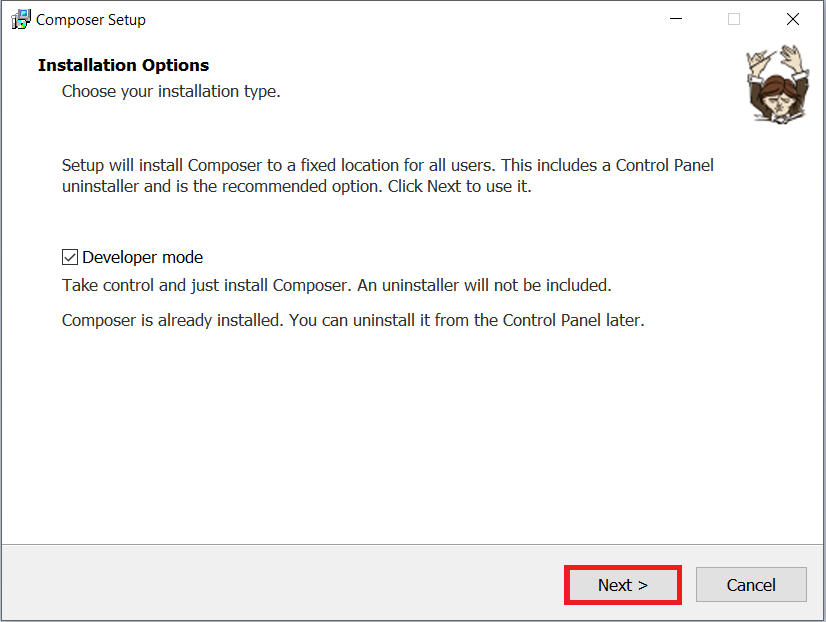 Composer Setup
Installation Options
Choose your installation type.
Setup will install Composer to a fixed location for all users. This includes a Control Panel
uninstaller and is the recommended option. Click Next to use it.
Developer mode
Take control and just install Composer. An uninstaller will not be included.
Composer is already installed. You can uninstall it from the Control Panel later.
Next >
Cancel